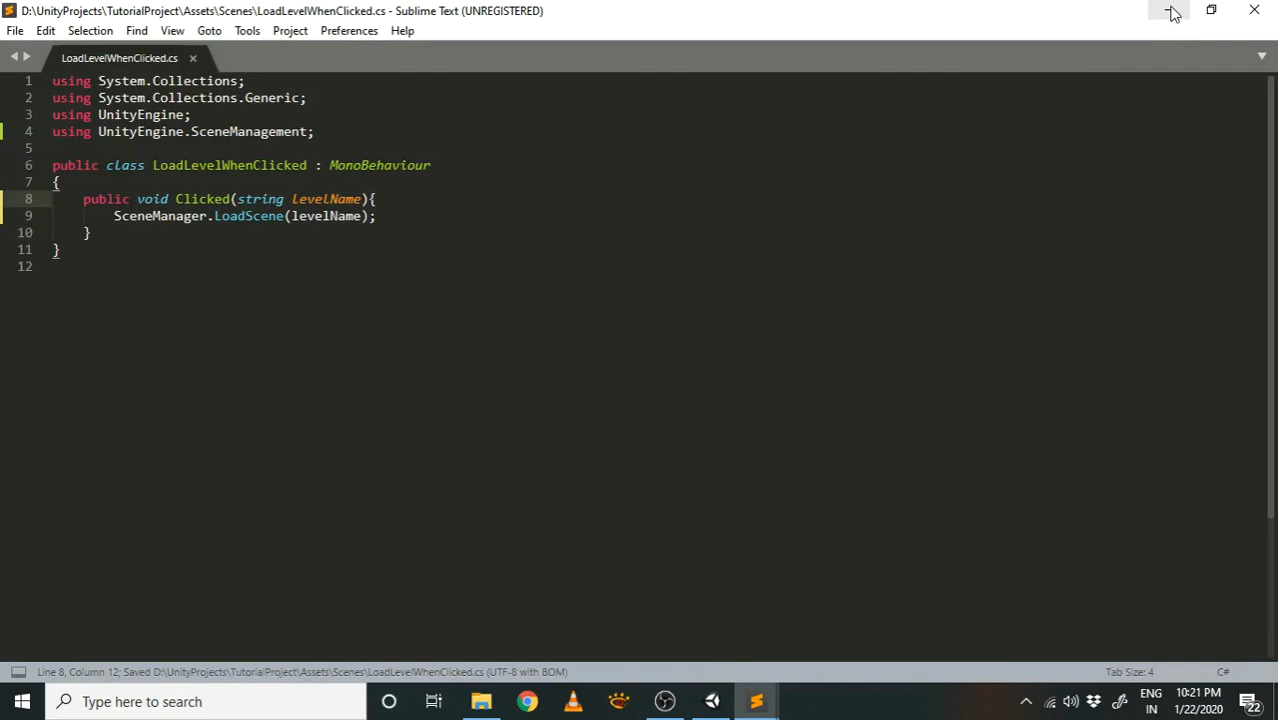 D:\UnityProjects\TutorialProject\Assets\Scenes\LoadLevelWhenClicked.cs - Sublime Text (UNREGISTERED)
File Edit Selection Find View Goto Tools Project Preferences Help
LoadLevelWhenClicked.cs
1 using System.Collections;
2 using System.Collections.Generic;
3 using UnityEngine;
4 using UnityEngine.SceneManagement;
5
6 public class LoadLevelWhenClicked : MonoBehaviour
7 {
8 public void Clicked(string levelName){
9 SceneManager.LoadScene(levelName);
10 }
11 }
12
Line 8, Column 12; Saved D:\UnityProjects\TutorialProject\Assets\Scenes\LoadLevelWhenClicked.cs (UTF-8 with BOM) Tab Size: 4 C#
Type here to search
ENG 10:21 PM
IN 1/22/2020 22